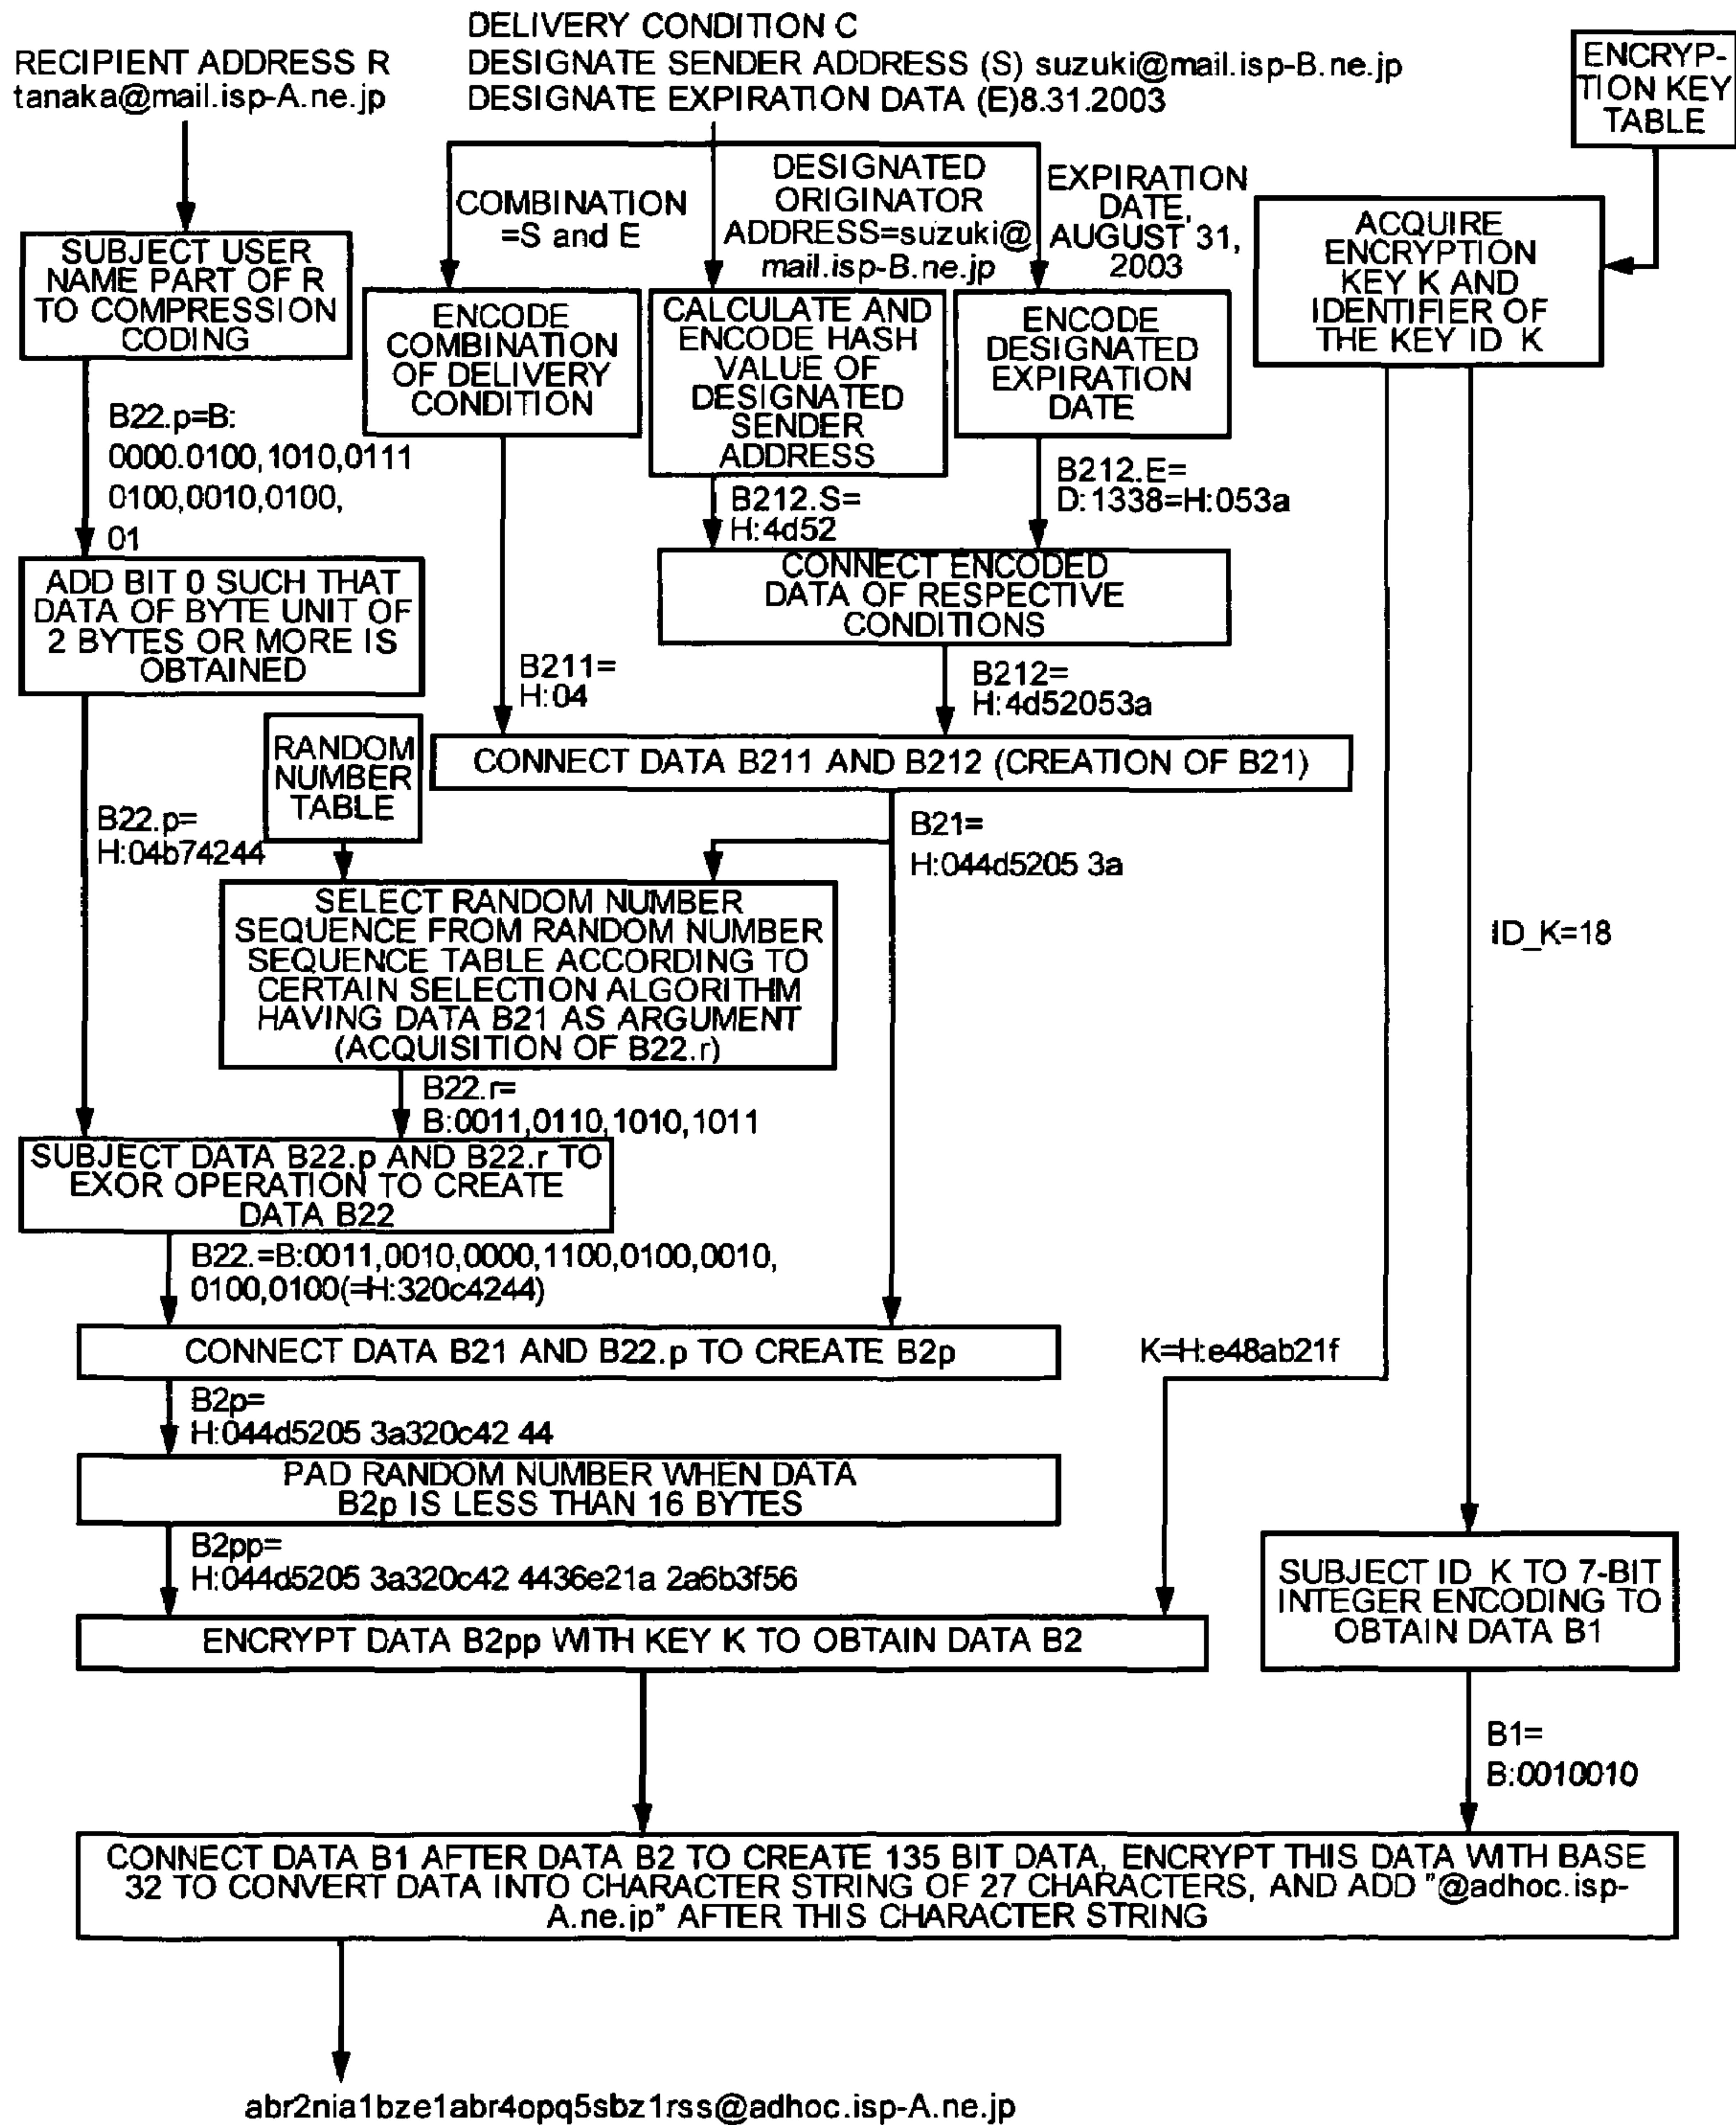 DELIVERY CONDITION C
RECIPIENT ADDRESS R
tanaka@mail.isp-A.ne.jp
DESIGNATE SENDER ADDRESS (S) suzuki@mail.isp-B.ne.jp
DESIGNATE EXPIRATION DATA (E)8.31.2003
ENCRYP-
TION KEY
TABLE
COMBINATION
=S and E
DESIGNATED
ORIGINATOR
ADDRESS=suzuki@
mail.isp-B.ne.jp
EXPIRATION
DATE,
AUGUST 31,
2003
ACQUIRE
ENCRYPTION
KEY K AND
IDENTIFIER OF
THE KEY ID K
SUBJECT USER
NAME PART OF R
TO COMPRESSION
CODING
ENCODE
COMBINATION
OF DELIVERY
CONDITION
CALCULATE AND
ENCODE HASH
VALUE OF
DESIGNATED
SENDER
ADDRESS
ENCODE
DESIGNATED
EXPIRATION
DATE
B22.p=B:
0000.0100,1010,0111
0100,0010,0100,
01
B212.S=
H:4d52
B212.E=
D:1338=H:053a
ADD BIT 0 SUCH THAT
DATA OF BYTE UNIT OF
2 BYTES OR MORE IS
OBTAINED
CONNECT ENCODED
DATA OF RESPECTIVE
CONDITIONS
B211=
H:04
B212=
H:4d52053a
RANDOM
NUMBER
TABLE
CONNECT DATA B211 AND B212 (CREATION OF B21)
B22.p=
H:04b74244
B21=
H:044d5205 3a
SELECT RANDOM NUMBER
SEQUENCE FROM RANDOM NUMBER
SEQUENCE TABLE ACCORDING TO
CERTAIN SELECTION ALGORITHM
HAVING DATA B21 AS ARGUMENT
(ACQUISITION OF B22.r)
ID_K=18
B22.r=
B:0011,0110,1010,1011
SUBJECT DATA B22.p AND B22.r TO
EXOR OPERATION TO CREATE
DATA B22
B22.=B:0011,0010,0000,1100,0100,0010,
0100,0100(=H:320c4244)
CONNECT DATA B21 AND B22.p TO CREATE B2p
K=H:e48ab21f
B2p=
H:044d5205 3a320c42 44
PAD RANDOM NUMBER WHEN DATA
B2p IS LESS THAN 16 BYTES
B2pp=
H:044d5205 3a320c42 4436e21a 2a6b3f56
SUBJECT ID K TO 7-BIT
INTEGER ENCODING TO
OBTAIN DATA B1
ENCRYPT DATA B2pp WITH KEY K TO OBTAIN DATA B2
B1=
B:0010010
CONNECT DATA B1 AFTER DATA B2 TO CREATE 135 BIT DATA, ENCRYPT THIS DATA WITH BASE
32 TO CONVERT DATA INTO CHARACTER STRING OF 27 CHARACTERS, AND ADD "@adhoc.isp-
A.ne.jp" AFTER THIS CHARACTER STRING
abr2nia1bze1abr4opq5sbz1rss@adhoc.isp-A.ne.jp